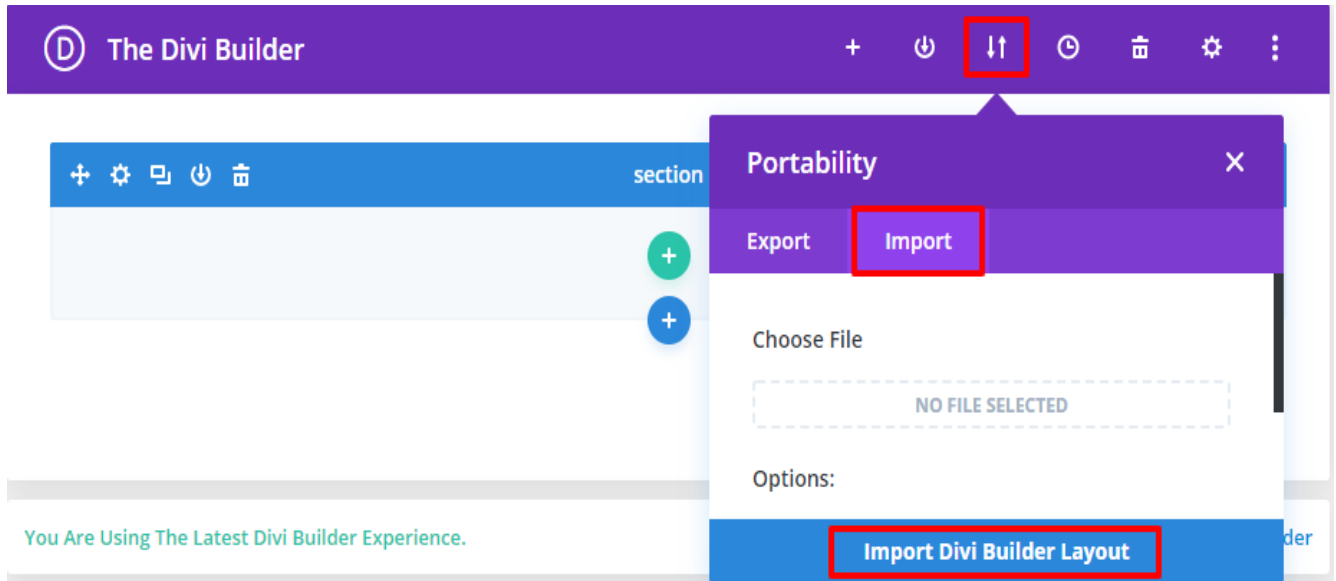 The Divi Builder
section
Portability
Export Import
Choose File
NO FILE SELECTED
Options:
Import Divi Builder Layout
You Are Using The Latest Divi Builder Experience.